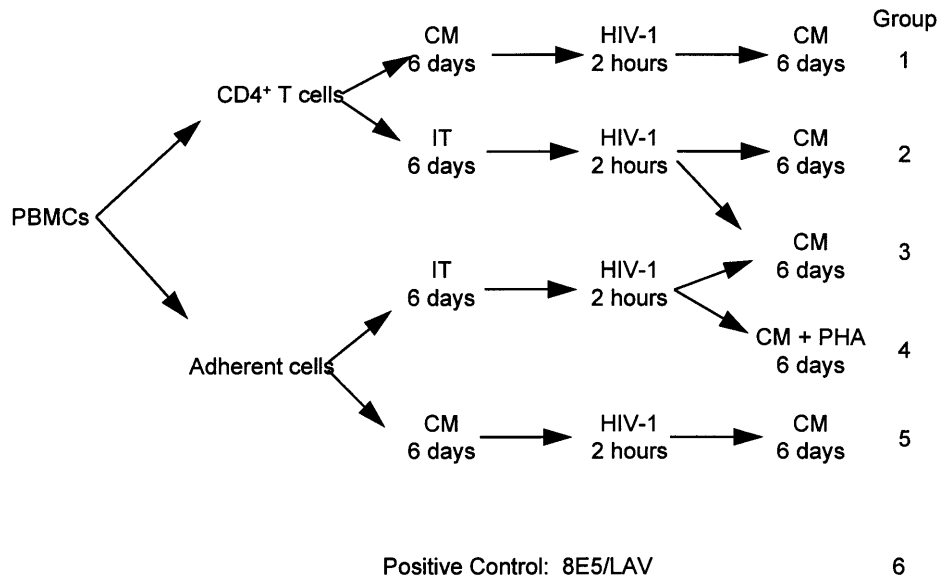 Group
CM
6 days
HIV-1
2 hours
CM
6 days
1
CD4⁺ T cells
IT
6 days
HIV-1
2 hours
CM
6 days
2
PBMCs
CM
6 days
3
IT
6 days
HIV-1
2 hours
CM + PHA
6 days
4
Adherent cells
CM
6 days
HIV-1
2 hours
CM
6 days
5
Positive Control: 8E5/LAV
6